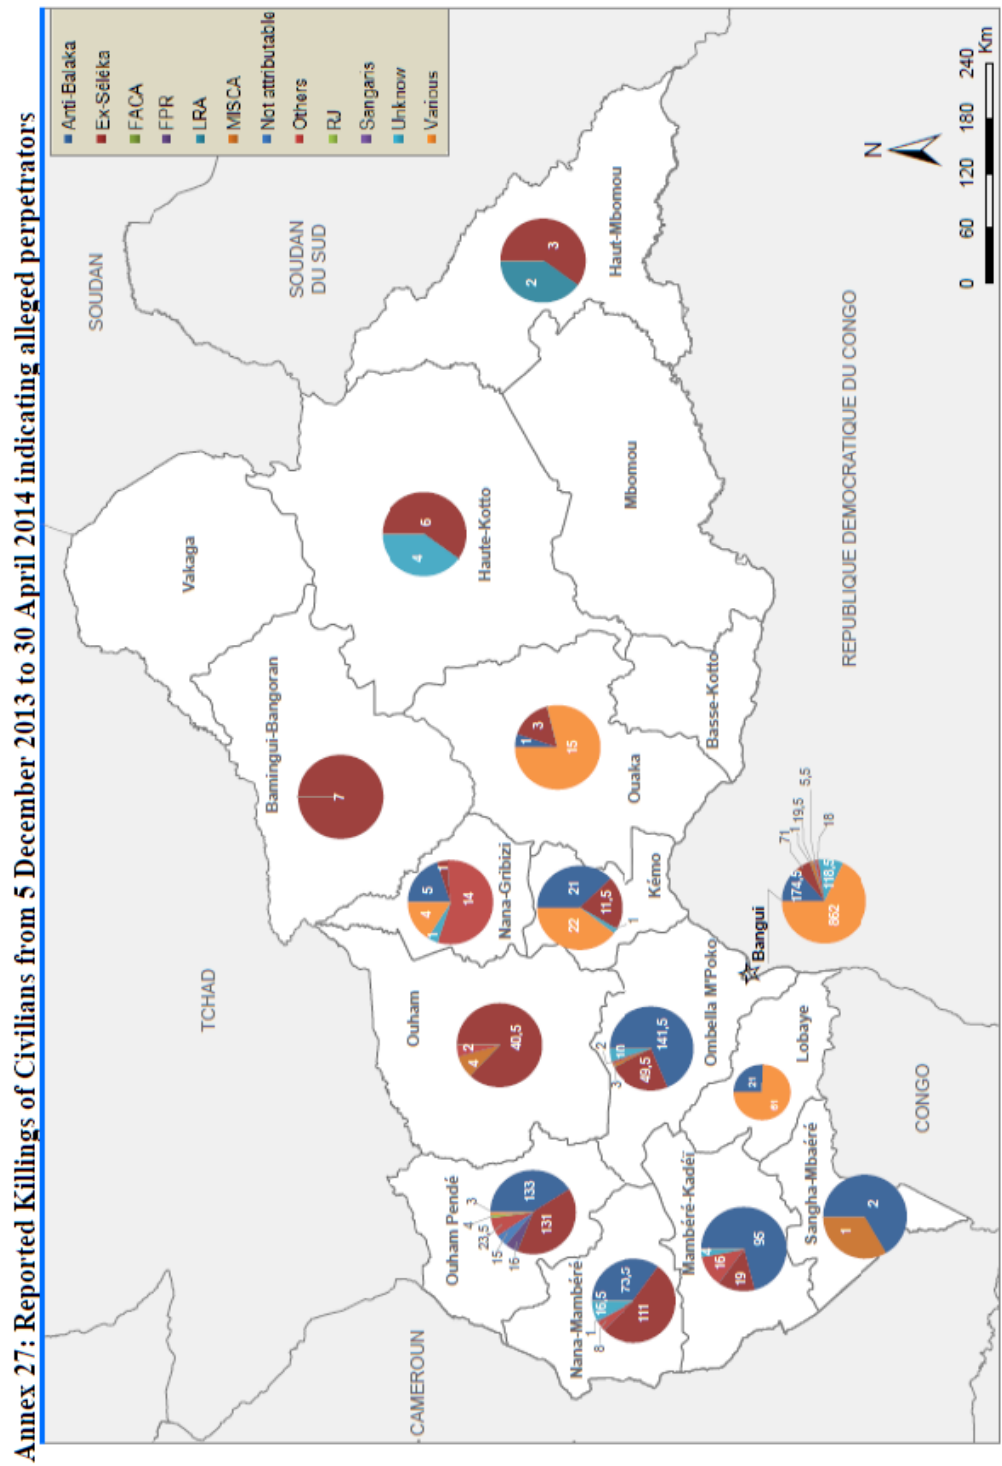 Annex 27: Reported Killings of Civilians from 5 December 2013 to 30 April 2014 indicating alleged perpetrators
Anti-Balaka
Ex-Séléka
FACA
FPR
LRA
MISCA
Not attributable
Others
RJ
Sangaris
Unknow
Various
SOUDAN
SOUDAN
DU SUD
TCHAD
CAMEROUN
CONGO
REPUBLIQUE DEMOCRATIQUE DU CONGO
Vakaga
Bamingui-Bangoran
7
Haute-Kotto
4
6
Haut-Mbomou
2
3
Mbomou
Basse-Kotto
Ouaka
1
3
15
Nana-Gribizi
5
1
14
1
4
Kémo
21
11,5
1
22
Ouham
2
4
40,5
Ombella M'Poko
2
10
3
49,5
141,5
Bangui
174,5
71
1
19,5
5,5
18
118,5
862
Lobaye
21
61
Ouham Pendé
3
4
23,5
15
16
133
131
Nana-Mambéré
1
8
16,5
73,5
111
Mambéré-Kadéï
4
16
19
95
Sangha-Mbaéré
1
2
N
0 60 120 180 240
Km